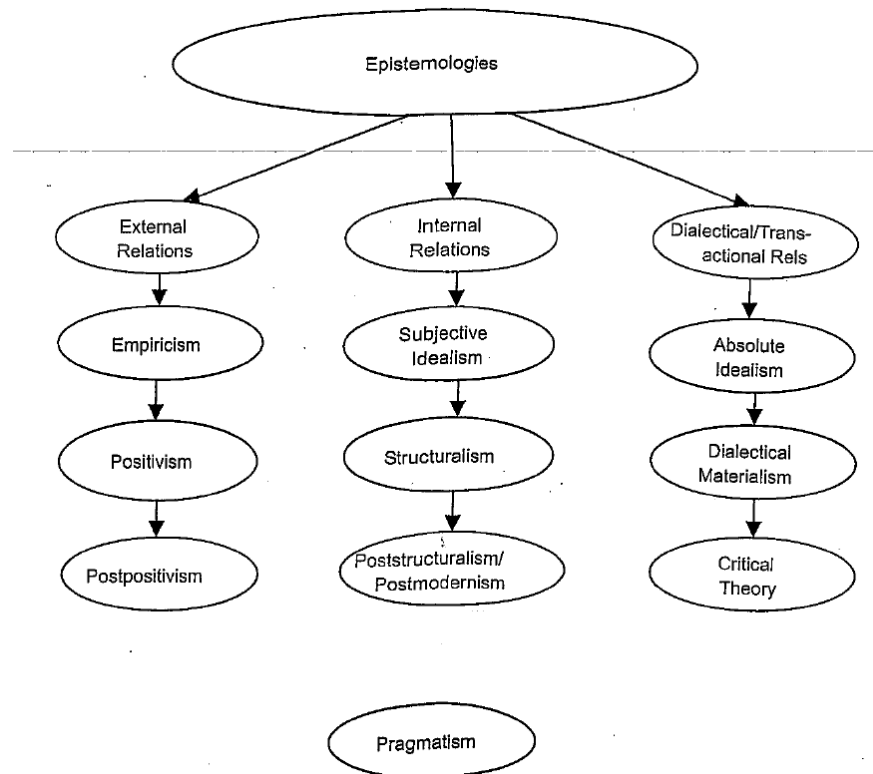 Epistemologies
External
Relations
Internal
Relations
Dialectical/Trans-
actional Rels
Empiricism
Subjective
Idealism
Absolute
Idealism
Positivism
Structuralism
Dialectical
Materialism
Postpositivism
Poststructuralism/
Postmodernism
Critical
Theory
Pragmatism